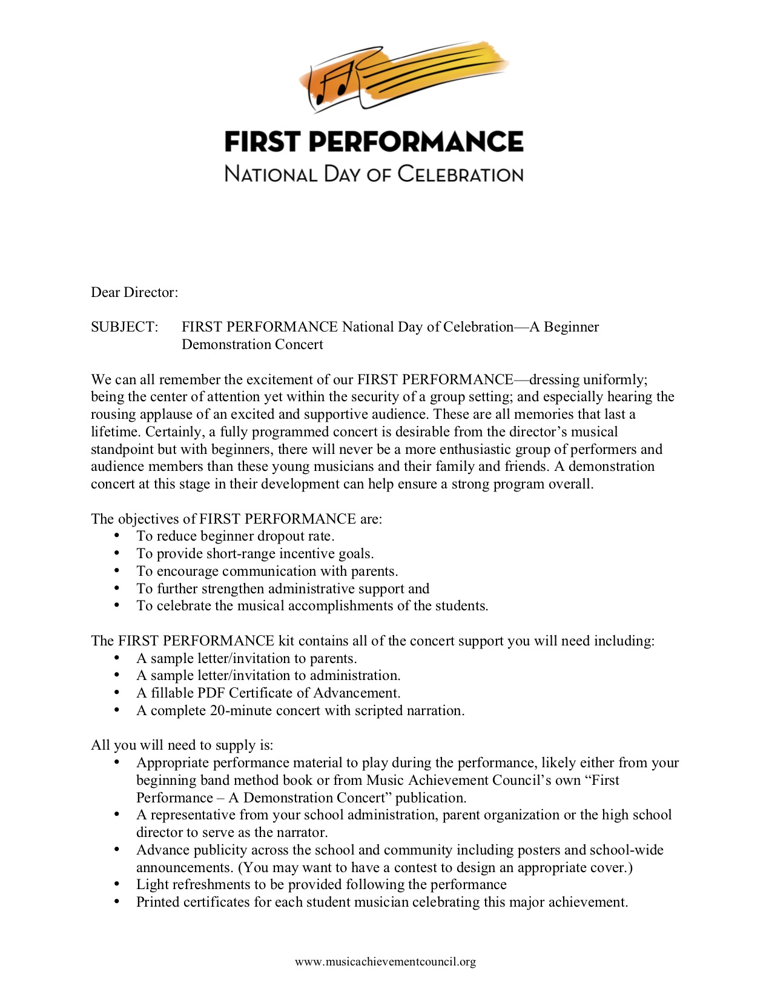 FIRST PERFORMANCE
NATIONAL DAY OF CELEBRATION
Dear Director:
SUBJECT: FIRST PERFORMANCE National Day of Celebration—A Beginner
Demonstration Concert
We can all remember the excitement of our FIRST PERFORMANCE—dressing uniformly;
being the center of attention yet within the security of a group setting; and especially hearing the
rousing applause of an excited and supportive audience. These are all memories that last a
lifetime. Certainly, a fully programmed concert is desirable from the director’s musical
standpoint but with beginners, there will never be a more enthusiastic group of performers and
audience members than these young musicians and their family and friends. A demonstration
concert at this stage in their development can help ensure a strong program overall.
The objectives of FIRST PERFORMANCE are:
• To reduce beginner dropout rate.
• To provide short-range incentive goals.
• To encourage communication with parents.
• To further strengthen administrative support and
• To celebrate the musical accomplishments of the students.
The FIRST PERFORMANCE kit contains all of the concert support you will need including:
• A sample letter/invitation to parents.
• A sample letter/invitation to administration.
• A fillable PDF Certificate of Advancement.
• A complete 20-minute concert with scripted narration.
All you will need to supply is:
• Appropriate performance material to play during the performance, likely either from your
beginning band method book or from Music Achievement Council’s own “First
Performance – A Demonstration Concert” publication.
• A representative from your school administration, parent organization or the high school
director to serve as the narrator.
• Advance publicity across the school and community including posters and school-wide
announcements. (You may want to have a contest to design an appropriate cover.)
• Light refreshments to be provided following the performance
• Printed certificates for each student musician celebrating this major achievement.
www.musicachievementcouncil.org